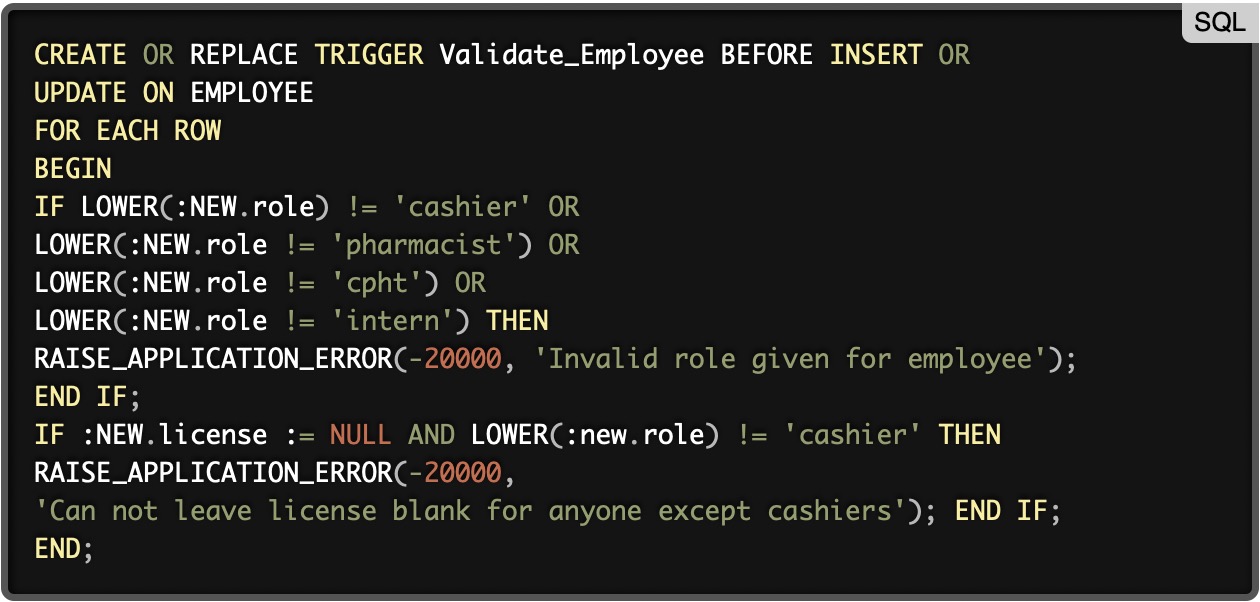 SQL
CREATE OR REPLACE TRIGGER Validate_Employee BEFORE INSERT OR
UPDATE ON EMPLOYEE
FOR EACH ROW
BEGIN
IF LOWER(:NEW.role) != 'cashier' OR
LOWER(:NEW.role != 'pharmacist') OR
LOWER(:NEW.role != 'cpht') OR
LOWER(:NEW.role != 'intern') THEN
RAISE_APPLICATION_ERROR(-20000, 'Invalid role given for employee');
END IF;
IF :NEW.license := NULL AND LOWER(:new.role) != 'cashier' THEN
RAISE_APPLICATION_ERROR(-20000,
'Can not leave license blank for anyone except cashiers'); END IF;
END;